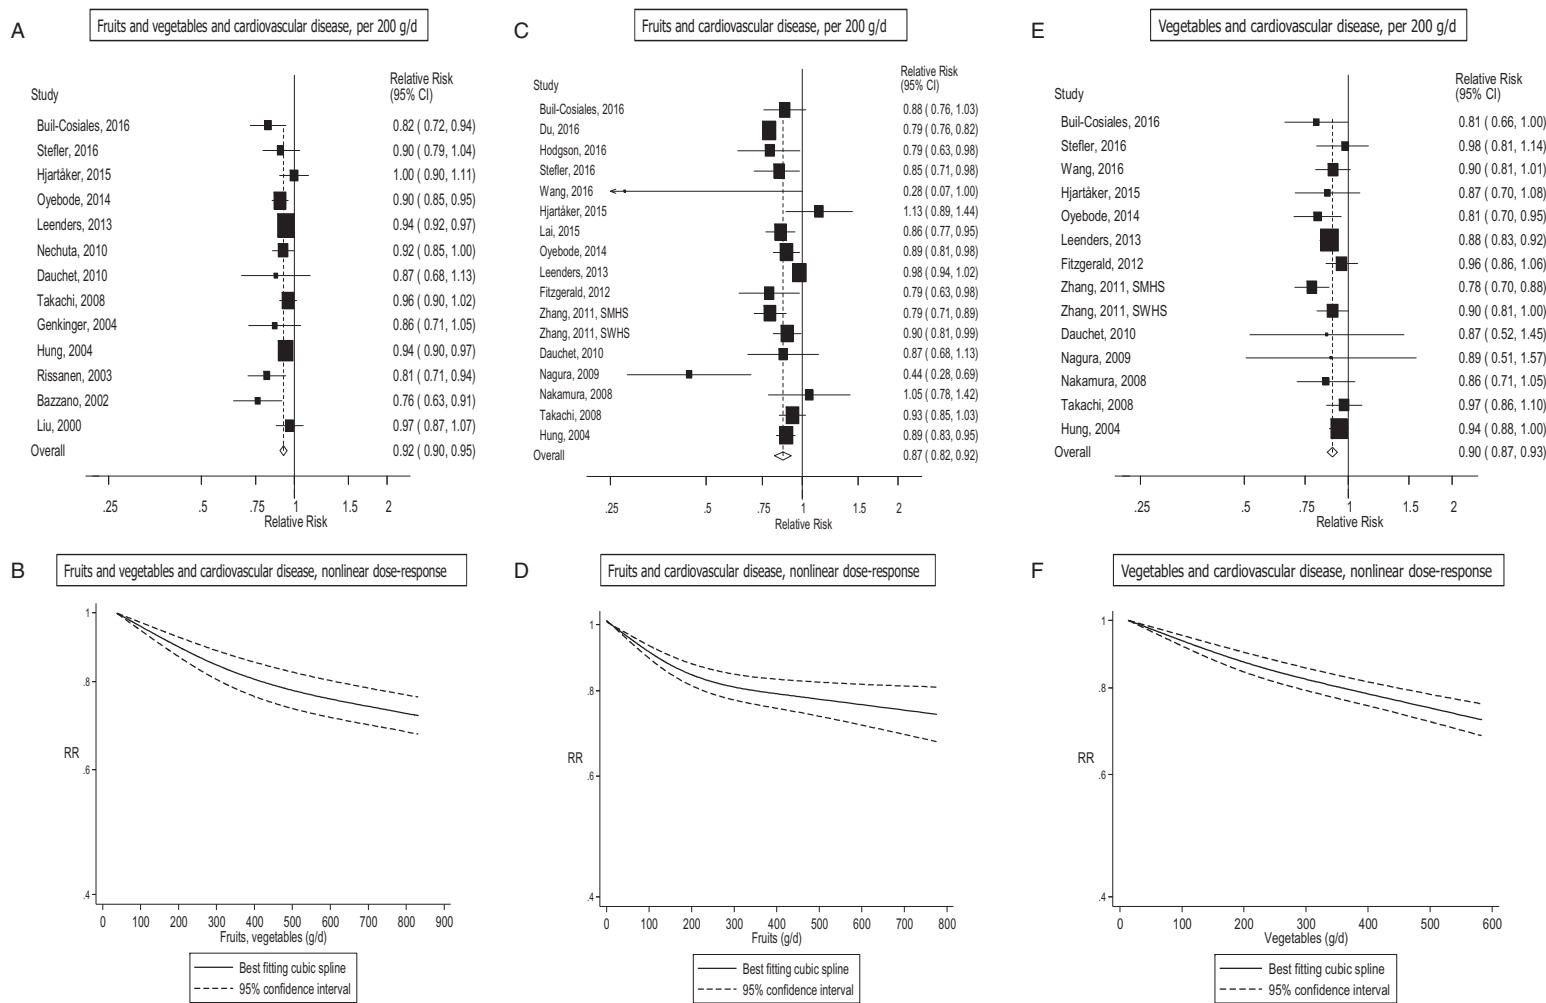 A
Fruits and vegetables and cardiovascular disease, per 200 g/d
Relative Risk
(95% CI)
Study
Buil-Cosiales, 2016 0.82 ( 0.72, 0.94)
Stefler, 2016 0.90 ( 0.79, 1.04)
Hjartåker, 2015 1.00 ( 0.90, 1.11)
Oyebode, 2014 0.90 ( 0.85, 0.95)
Leenders, 2013 0.94 ( 0.92, 0.97)
Nechuta, 2010 0.92 ( 0.85, 1.00)
Dauchet, 2010 0.87 ( 0.68, 1.13)
Takachi, 2008 0.96 ( 0.90, 1.02)
Genkinger, 2004 0.86 ( 0.71, 1.05)
Hung, 2004 0.94 ( 0.90, 0.97)
Rissanen, 2003 0.81 ( 0.71, 0.94)
Bazzano, 2002 0.76 ( 0.63, 0.91)
Liu, 2000 0.97 ( 0.87, 1.07)
Overall 0.92 ( 0.90, 0.95)
.25 .5 .75 1 1.5 2
Relative Risk
C
Fruits and cardiovascular disease, per 200 g/d
Relative Risk
(95% CI)
Study
Buil-Cosiales, 2016 0.88 ( 0.76, 1.03)
Du, 2016 0.79 ( 0.76, 0.82)
Hodgson, 2016 0.79 ( 0.63, 0.98)
Stefler, 2016 0.85 ( 0.71, 0.98)
Wang, 2016 0.28 ( 0.07, 1.00)
Hjartåker, 2015 1.13 ( 0.89, 1.44)
Lai, 2015 0.86 ( 0.77, 0.95)
Oyebode, 2014 0.89 ( 0.81, 0.98)
Leenders, 2013 0.98 ( 0.94, 1.02)
Fitzgerald, 2012 0.79 ( 0.63, 0.98)
Zhang, 2011, SMHS 0.79 ( 0.71, 0.89)
Zhang, 2011, SWHS 0.90 ( 0.81, 0.99)
Dauchet, 2010 0.87 ( 0.68, 1.13)
Nagura, 2009 0.44 ( 0.28, 0.69)
Nakamura, 2008 1.05 ( 0.78, 1.42)
Takachi, 2008 0.93 ( 0.85, 1.03)
Hung, 2004 0.89 ( 0.83, 0.95)
Overall 0.87 ( 0.82, 0.92)
.25 .5 .75 1 1.5 2
Relative Risk
E
Vegetables and cardiovascular disease, per 200 g/d
Relative Risk
(95% CI)
Study
Buil-Cosiales, 2016 0.81 ( 0.66, 1.00)
Stefler, 2016 0.98 ( 0.81, 1.14)
Wang, 2016 0.90 ( 0.81, 1.01)
Hjartåker, 2015 0.87 ( 0.70, 1.08)
Oyebode, 2014 0.81 ( 0.70, 0.95)
Leenders, 2013 0.88 ( 0.83, 0.92)
Fitzgerald, 2012 0.96 ( 0.86, 1.06)
Zhang, 2011, SMHS 0.78 ( 0.70, 0.88)
Zhang, 2011, SWHS 0.90 ( 0.81, 1.00)
Dauchet, 2010 0.87 ( 0.52, 1.45)
Nagura, 2009 0.89 ( 0.51, 1.57)
Nakamura, 2008 0.86 ( 0.71, 1.05)
Takachi, 2008 0.97 ( 0.86, 1.10)
Hung, 2004 0.94 ( 0.88, 1.00)
Overall 0.90 ( 0.87, 0.93)
.25 .5 .75 1 1.5 2
Relative Risk
B
Fruits and vegetables and cardiovascular disease, nonlinear dose-response
1
.8
RR
.6
.4
0 100 200 300 400 500 600 700 800 900
Fruits, vegetables (g/d)
Best fitting cubic spline
95% confidence interval
D
Fruits and cardiovascular disease, nonlinear dose-response
1
.8
RR
.6
.4
0 100 200 300 400 500 600 700 800
Fruits (g/d)
Best fitting cubic spline
95% confidence interval
F
Vegetables and cardiovascular disease, nonlinear dose-response
1
.8
RR
.6
.4
0 100 200 300 400 500 600
Vegetables (g/d)
Best fitting cubic spline
95% confidence interval